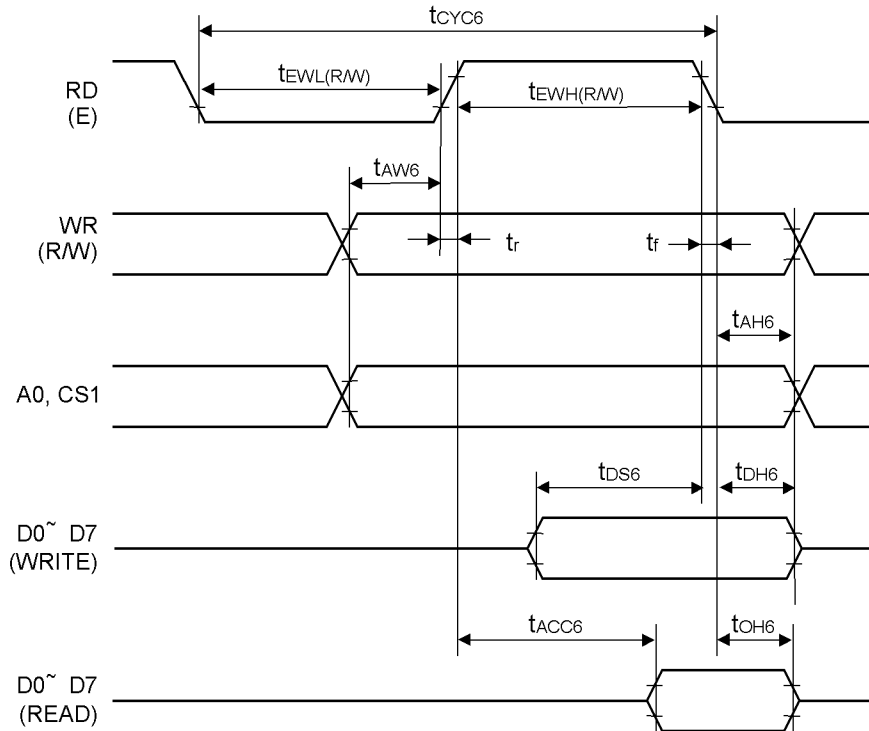 tCYC6
tEWL(R/W)
tEWH(R/W)
RD
(E)
tAW6
WR
(R/W)
tr
tf
tAH6
A0, CS1
tDS6
tDH6
D0~ D7
(WRITE)
tACC6
tOH6
D0~ D7
(READ)